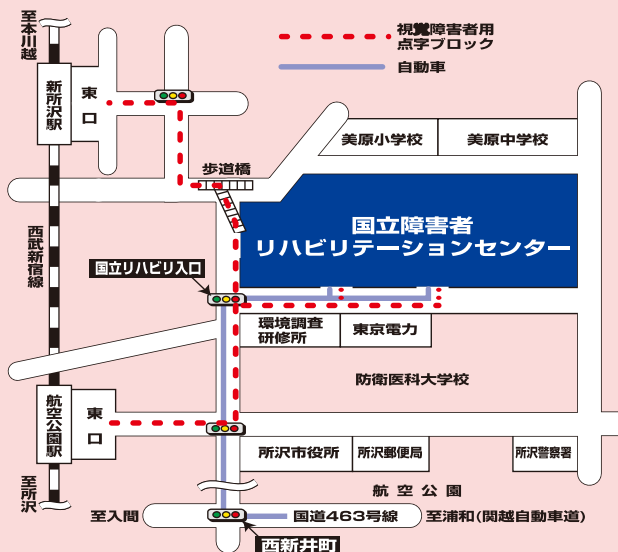 至本川越
視覚障害者用
点字ブロック
自動車
新所沢駅
東口
美原小学校
美原中学校
歩道橋
国立障害者
リハビリテーションセンター
西武新宿線
国立リハビリ入口
環境調査
研修所
東京電力
防衛医科大学校
航空公園駅
東口
所沢市役所
所沢郵便局
所沢警察署
至所沢
航空公園
至入間
国道463号線
至浦和(関越自動車道)
西新井町